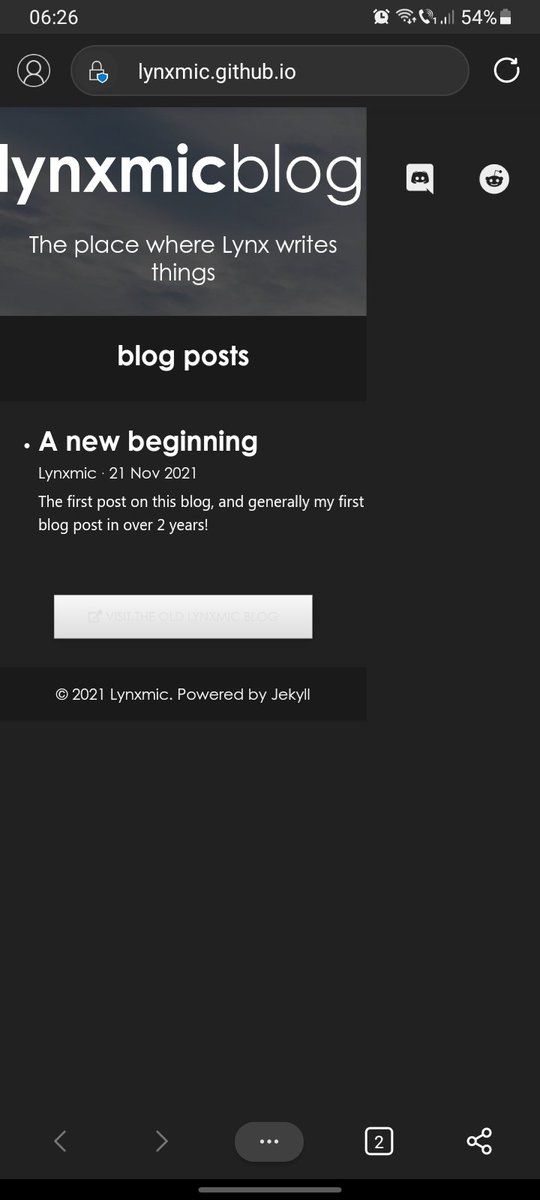 06:26
54%
lynxmic.github.io
lynxmicblog
The place where Lynx writes
things
blog posts
A new beginning
Lynxmic · 21 Nov 2021
The first post on this blog, and generally my first
blog post in over 2 years!
VISIT THE OLD LYNXMIC BLOG
© 2021 Lynxmic. Powered by Jekyll
2